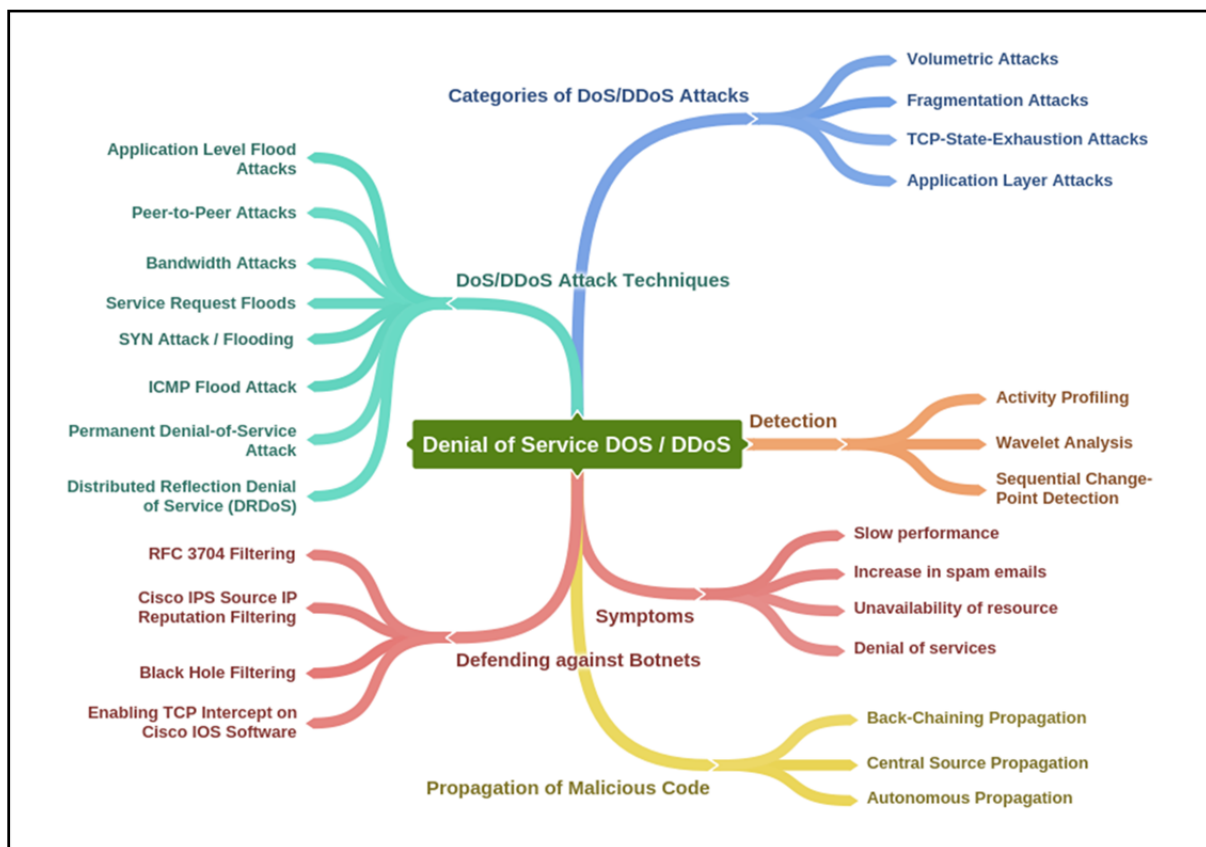 Categories of DoS/DDoS Attacks
Volumetric Attacks
Fragmentation Attacks
TCP-State-Exhaustion Attacks
Application Layer Attacks
DoS/DDoS Attack Techniques
Application Level Flood
Attacks
Peer-to-Peer Attacks
Bandwidth Attacks
Service Request Floods
SYN Attack / Flooding
ICMP Flood Attack
Permanent Denial-of-Service
Attack
Distributed Reflection Denial
of Service (DRDoS)
Denial of Service DOS / DDoS
Detection
Activity Profiling
Wavelet Analysis
Sequential Change-
Point Detection
Symptoms
Slow performance
Increase in spam emails
Unavailability of resource
Denial of services
Defending against Botnets
RFC 3704 Filtering
Cisco IPS Source IP
Reputation Filtering
Black Hole Filtering
Enabling TCP Intercept on
Cisco IOS Software
Propagation of Malicious Code
Back-Chaining Propagation
Central Source Propagation
Autonomous Propagation